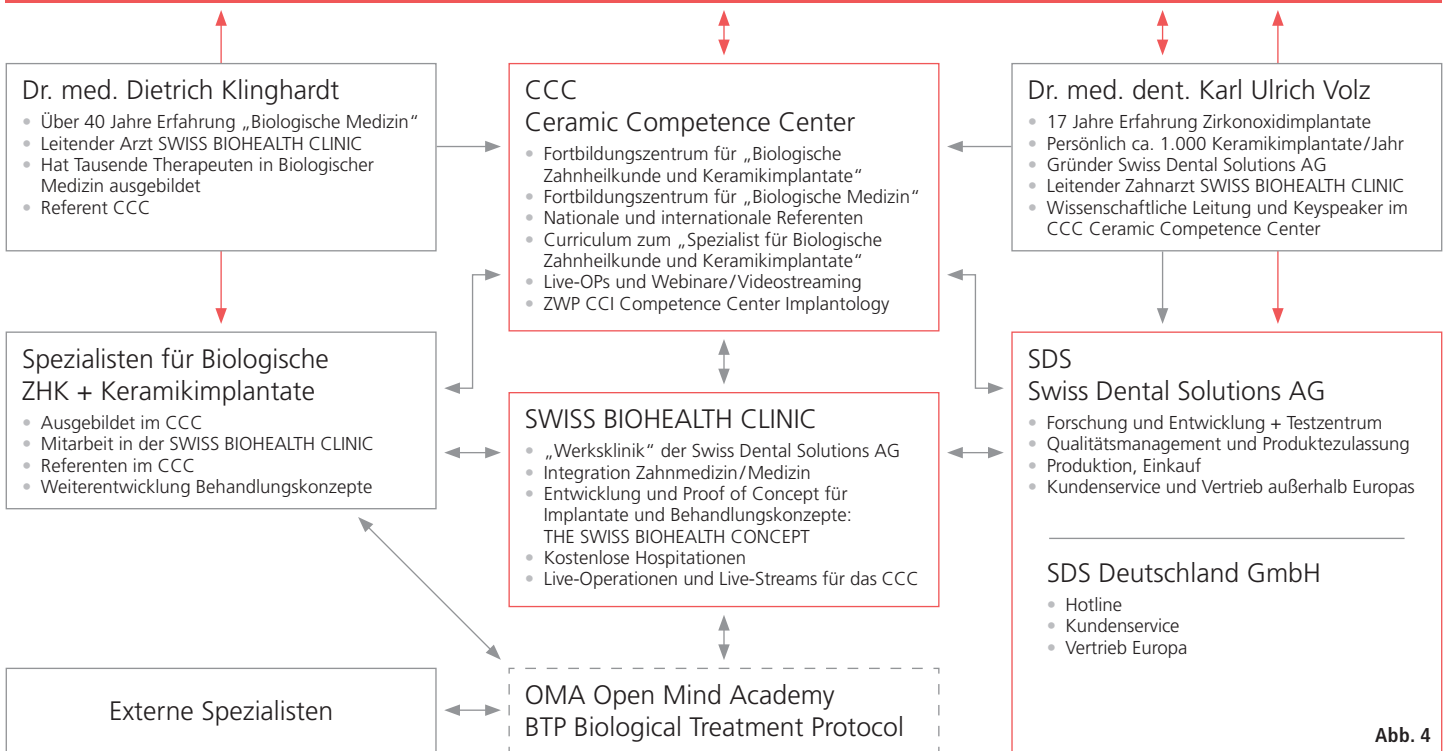 Dr. med. Dietrich Klinghardt
• Über 40 Jahre Erfahrung „Biologische Medizin“
• Leitender Arzt SWISS BIOHEALTH CLINIC
• Hat Tausende Therapeuten in Biologischer
Medizin ausgebildet
• Referent CCC
CCC
Ceramic Competence Center
• Fortbildungszentrum für „Biologische
Zahnheilkunde und Keramikimplantate“
• Fortbildungszentrum für „Biologische Medizin“
• Nationale und internationale Referenten
• Curriculum zum „Spezialist für Biologische
Zahnheilkunde und Keramikimplantate“
• Live-OPs und Webinare/Videostreaming
• ZWP CCI Competence Center Implantology
Dr. med. dent. Karl Ulrich Volz
• 17 Jahre Erfahrung Zirkonoxidimplantate
• Persönlich ca. 1.000 Keramikimplantate/Jahr
• Gründer Swiss Dental Solutions AG
• Leitender Zahnarzt SWISS BIOHEALTH CLINIC
• Wissenschaftliche Leitung und Keyspeaker im
CCC Ceramic Competence Center
Spezialisten für Biologische
ZHK + Keramikimplantate
• Ausgebildet im CCC
• Mitarbeit in der SWISS BIOHEALTH CLINIC
• Referenten im CCC
• Weiterentwicklung Behandlungskonzepte
SWISS BIOHEALTH CLINIC
• „Werksklinik“ der Swiss Dental Solutions AG
• Integration Zahnmedizin/Medizin
• Entwicklung und Proof of Concept für
Implantate und Behandlungskonzepte:
THE SWISS BIOHEALTH CONCEPT
• Kostenlose Hospitationen
• Live-Operationen und Live-Streams für das CCC
SDS
Swiss Dental Solutions AG
• Forschung und Entwicklung + Testzentrum
• Qualitätsmanagement und Produktezulassung
• Produktion, Einkauf
• Kundenservice und Vertrieb außerhalb Europas
SDS Deutschland GmbH
• Hotline
• Kundenservice
• Vertrieb Europa
Externe Spezialisten
OMA Open Mind Academy
BTP Biological Treatment Protocol
Abb. 4